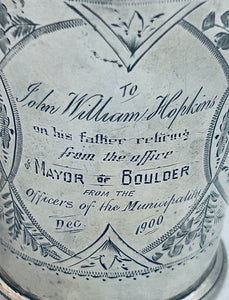 To
John William Hopkins
on his father retiring
from the office
of MAYOR OF BOULDER
FROM THE
Officers of the Municipality
Dec. 1900